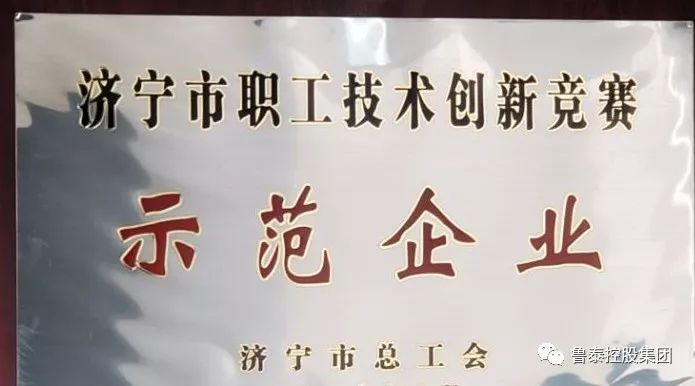 济宁市职工技术创新竞赛
示范企业
济宁市总工会
鲁泰控股集团